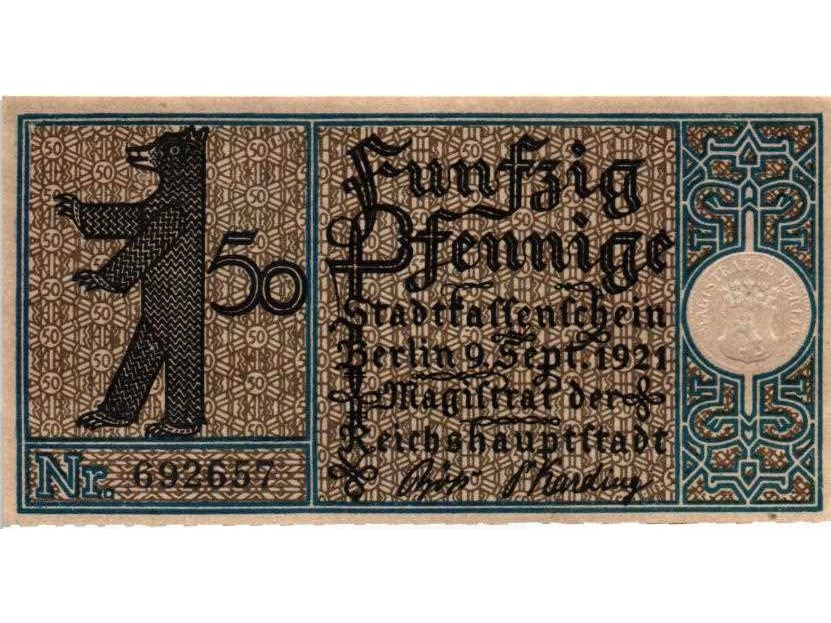 50
Funfzig
Pfennige
Stadtkassenschein
Berlin 9. Sept. 1921
Magistrat der
Reichshauptstadt
Nr. 692657